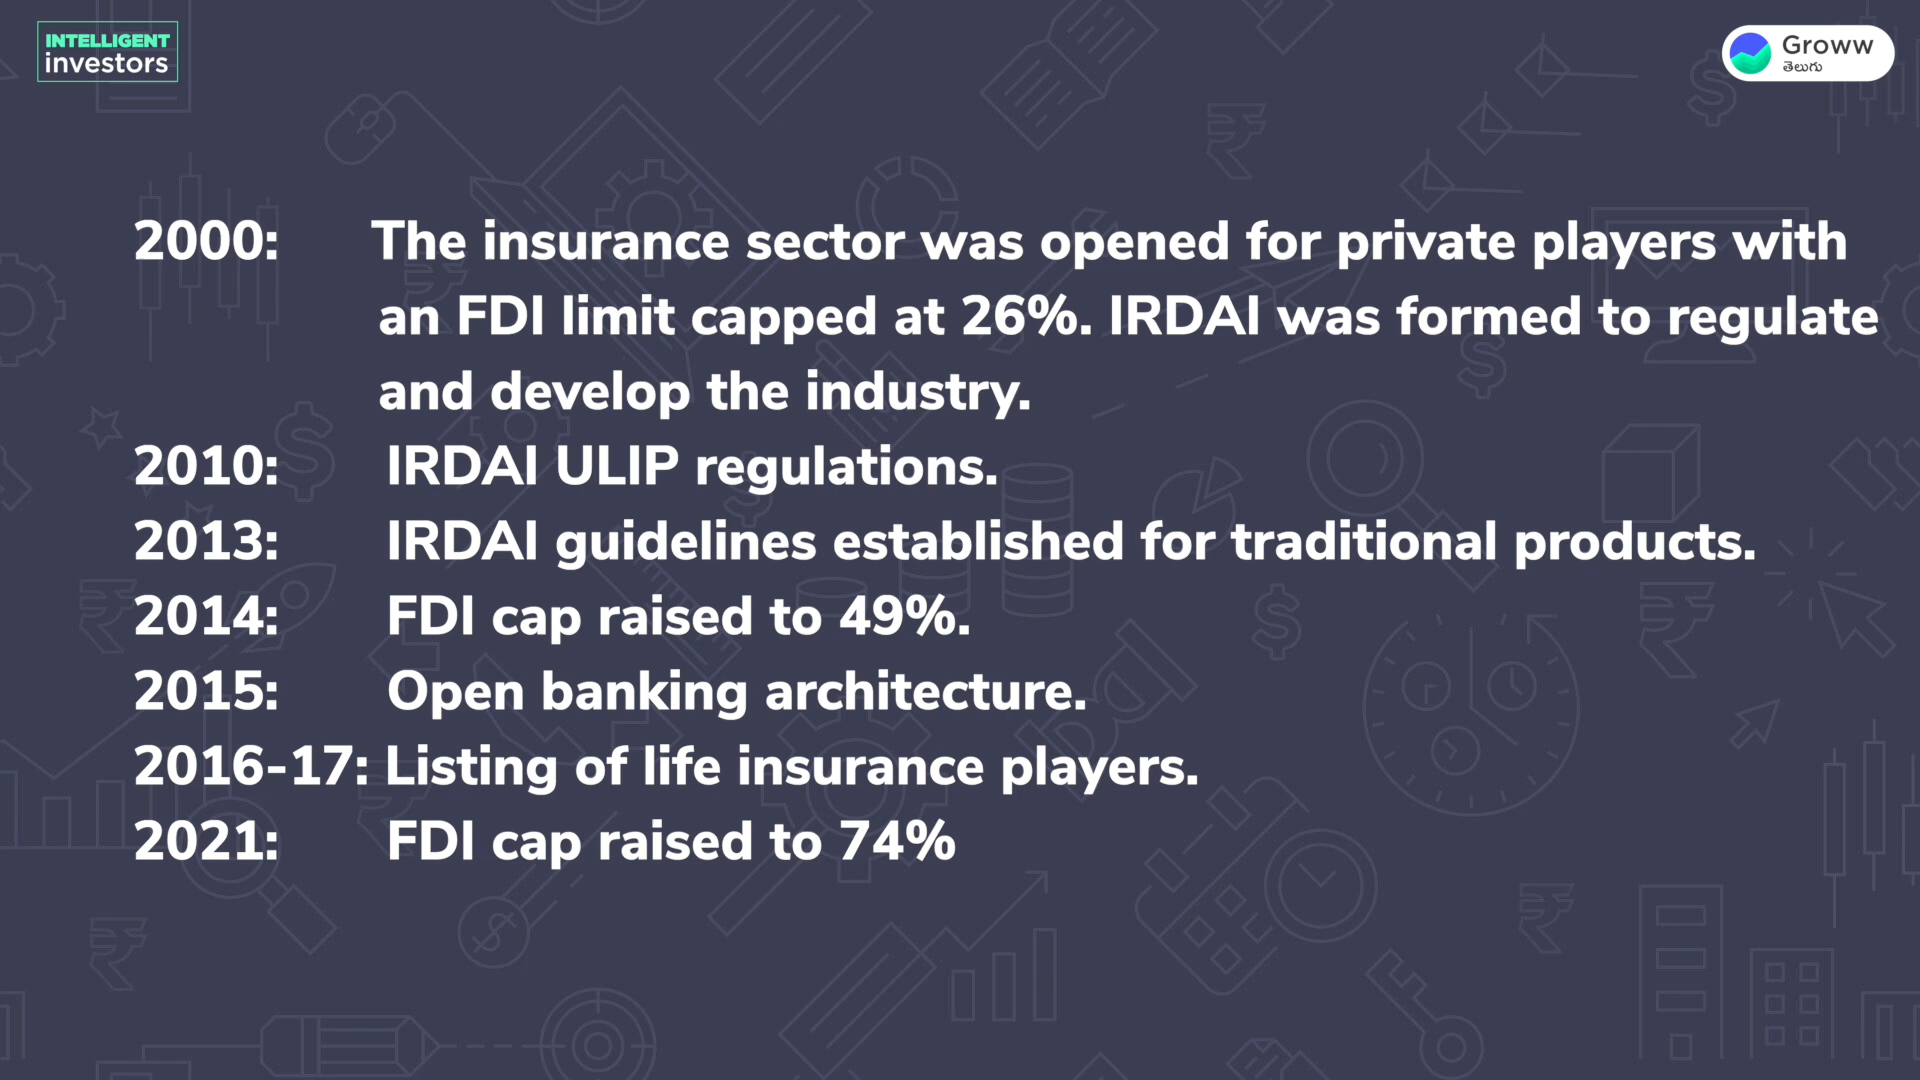 INTELLIGENT
investors
Groww
తెలుగు
2000: The insurance sector was opened for private players with
an FDI limit capped at 26%. IRDAI was formed to regulate
and develop the industry.
2010: IRDAI ULIP regulations.
2013: IRDAI guidelines established for traditional products.
2014: FDI cap raised to 49%.
2015: Open banking architecture.
2016-17: Listing of life insurance players.
2021: FDI cap raised to 74%